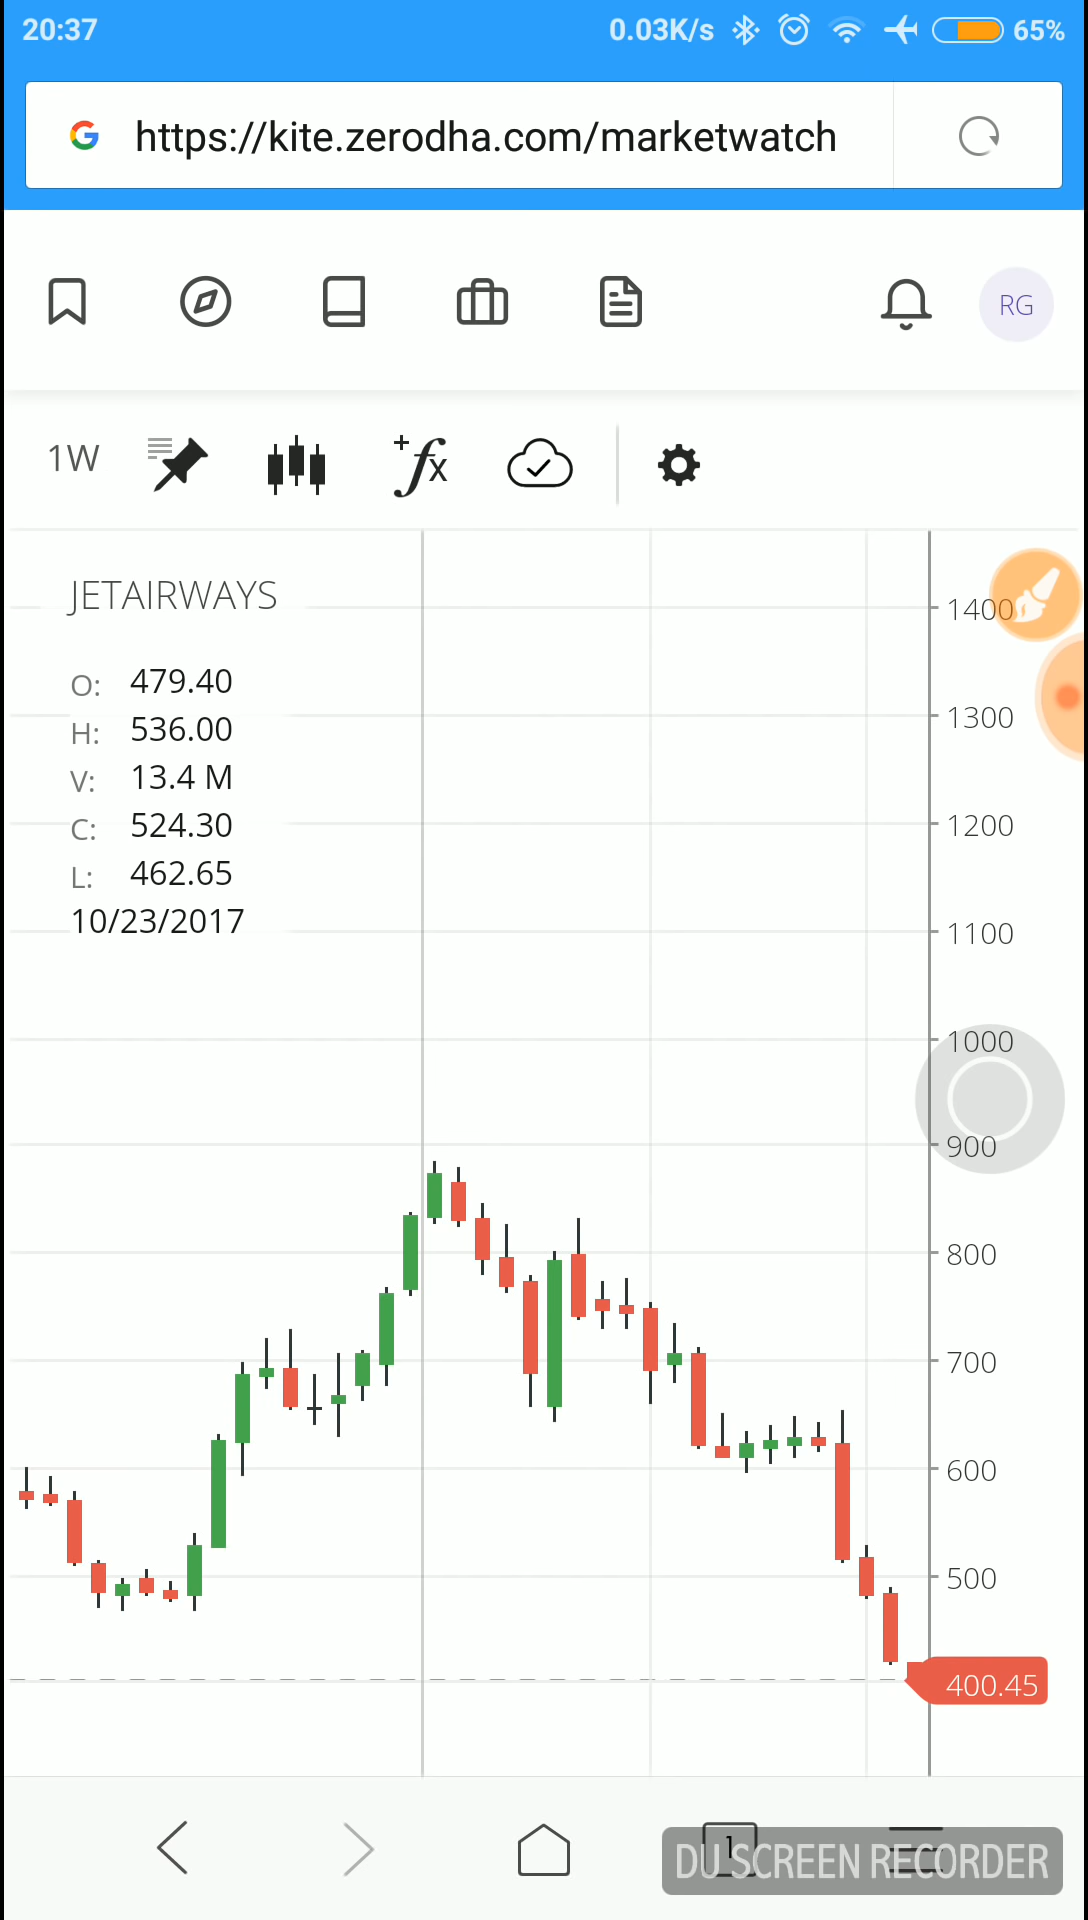 20:37 0.03K/s 65%
https://kite.zerodha.com/marketwatch
RG
1W +fx
JETAIRWAYS
O: 479.40
H: 536.00
V: 13.4 M
C: 524.30
L: 462.65
10/23/2017
1400
1300
1200
1100
1000
900
800
700
600
500
400.45
1
DU SCREEN RECORDER